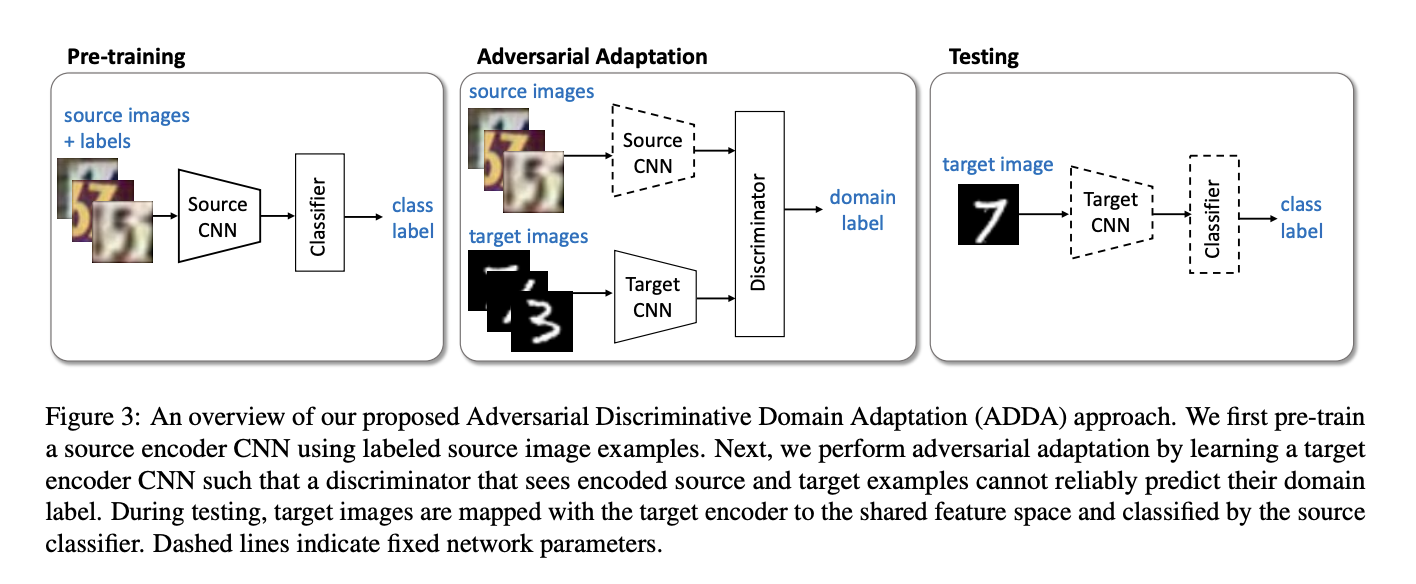 Pre-training
source images
+ labels
Source
CNN
Classifier
class
label
Adversarial Adaptation
source images
Source
CNN
target images
Target
CNN
Discriminator
domain
label
Testing
target image
Target
CNN
Classifier
class
label
Figure 3: An overview of our proposed Adversarial Discriminative Domain Adaptation (ADDA) approach. We first pre-train
a source encoder CNN using labeled source image examples. Next, we perform adversarial adaptation by learning a target
encoder CNN such that a discriminator that sees encoded source and target examples cannot reliably predict their domain
label. During testing, target images are mapped with the target encoder to the shared feature space and classified by the source
classifier. Dashed lines indicate fixed network parameters.